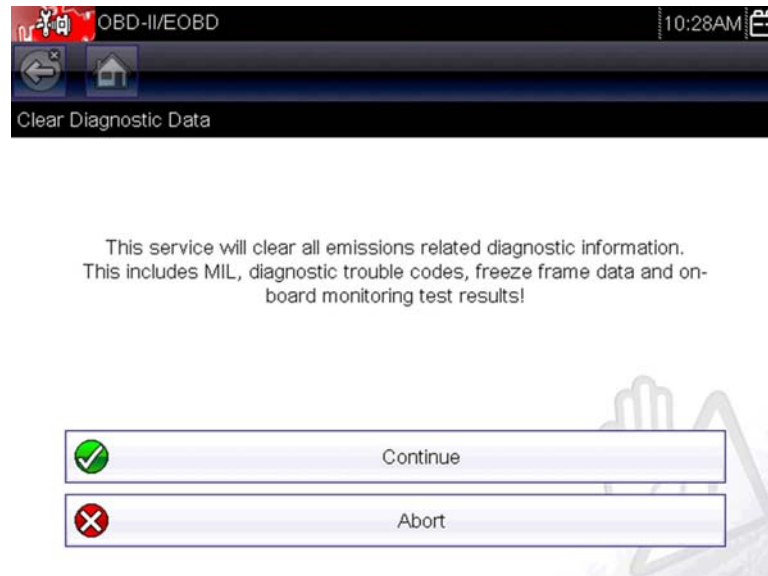 OBD-II/EOBD
10:28AM
Clear Diagnostic Data
This service will clear all emissions related diagnostic information.
This includes MIL, diagnostic trouble codes, freeze frame data and on-
board monitoring test results!
Continue
Abort